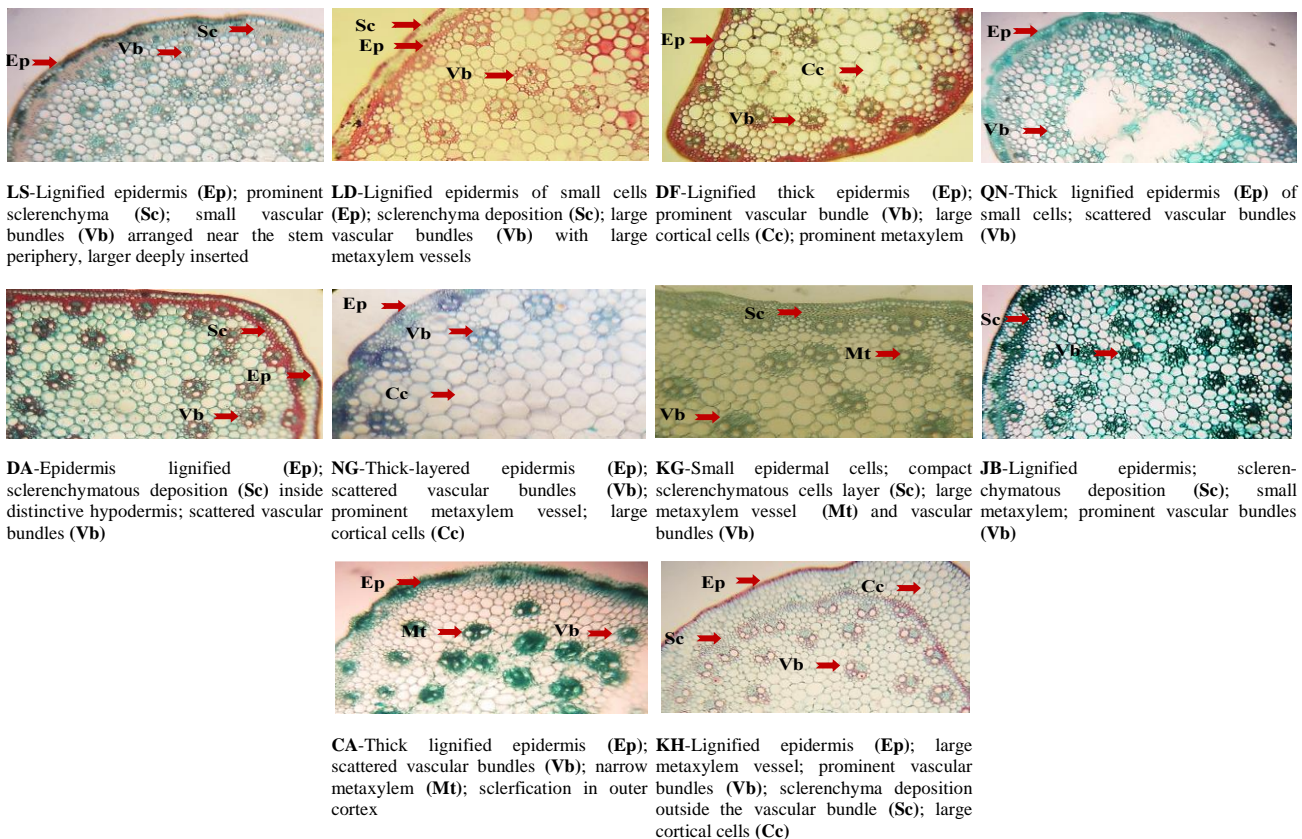 Sc
Vb
Ep
Sc
Ep
Vb
Ep
Cc
Vb
Ep
Vb
LS-Lignified epidermis (Ep); prominent
sclerenchyma (Sc); small vascular
bundles (Vb) arranged near the stem
periphery, larger deeply inserted
LD-Lignified epidermis of small cells
(Ep); sclerenchyma deposition (Sc); large
vascular bundles (Vb) with large
metaxylem vessels
DF-Lignified thick epidermis (Ep);
prominent vascular bundle (Vb); large
cortical cells (Cc); prominent metaxylem
QN-Thick lignified epidermis (Ep) of
small cells; scattered vascular bundles
(Vb)
Sc
Ep
Vb
Ep
Vb
Cc
Sc
Mt
Vb
Sc
Vb
DA-Epidermis lignified (Ep);
sclerenchymatous deposition (Sc) inside
distinctive hypodermis; scattered vascular
bundles (Vb)
NG-Thick-layered epidermis (Ep);
scattered vascular bundles (Vb);
prominent metaxylem vessel; large
cortical cells (Cc)
KG-Small epidermal cells; compact
sclerenchymatous cells layer (Sc); large
metaxylem vessel (Mt) and vascular
bundles (Vb)
JB-Lignified epidermis; scleren-
chymatous deposition (Sc); small
metaxylem; prominent vascular bundles
(Vb)
Ep
Mt
Vb
Ep
Cc
Sc
Vb
CA-Thick lignified epidermis (Ep);
scattered vascular bundles (Vb); narrow
metaxylem (Mt); sclerfication in outer
cortex
KH-Lignified epidermis (Ep); large
metaxylem vessel; prominent vascular
bundles (Vb); sclerenchyma deposition
outside the vascular bundle (Sc); large
cortical cells (Cc)